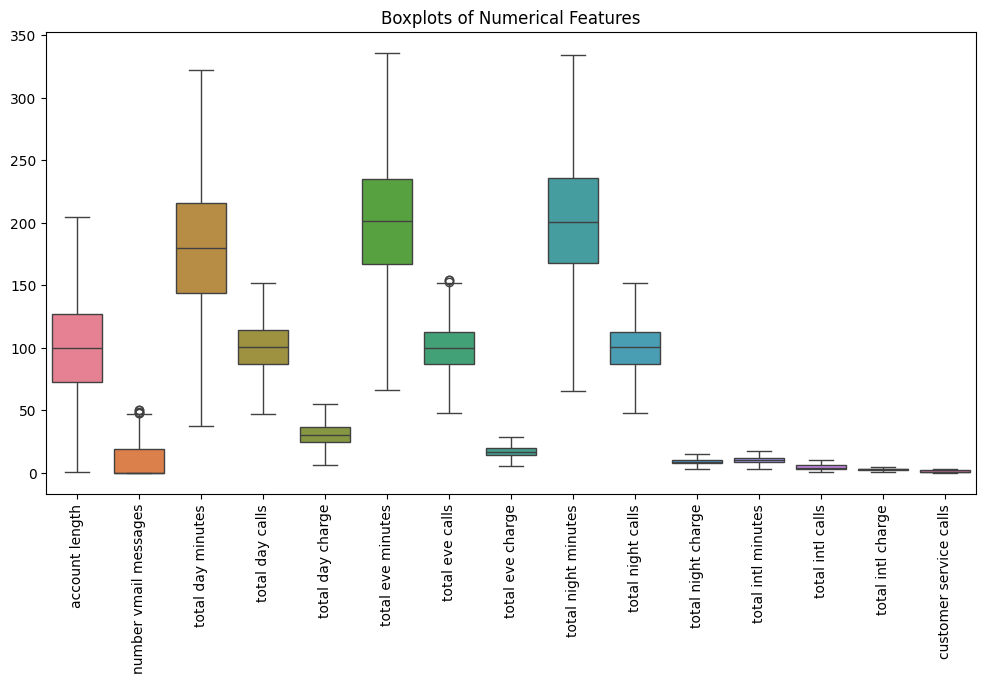 Boxplots of Numerical Features
350
300
250
200
150
100
50
0
account length
number vmail messages
total day minutes
total day calls
total day charge
total eve minutes
total eve calls
total eve charge
total night minutes
total night calls
total night charge
total intl minutes
total intl calls
total intl charge
customer service calls